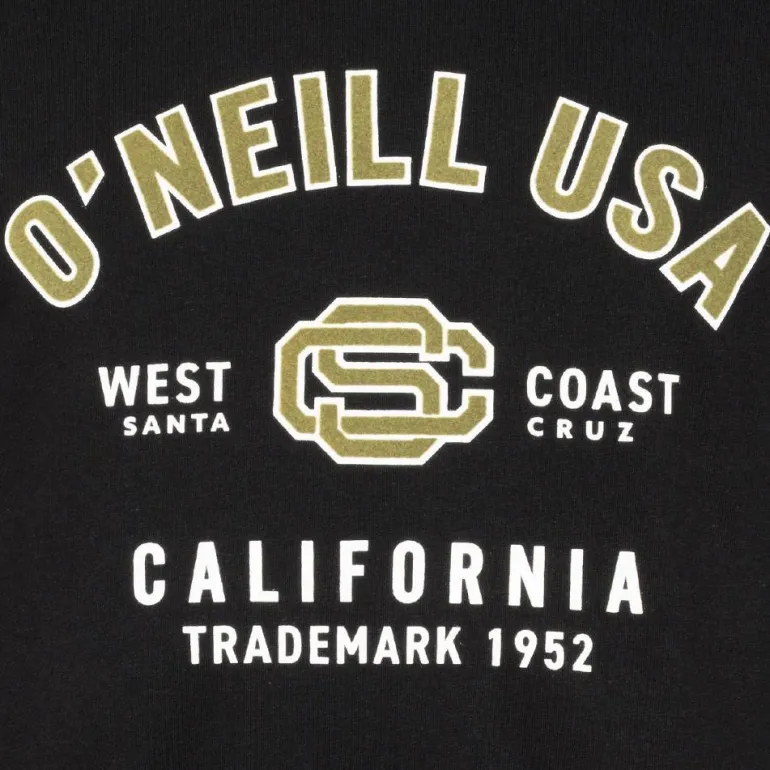 O'NEILL USA
WEST SC COAST
SANTA CRUZ
CALIFORNIA
TRADEMARK 1952